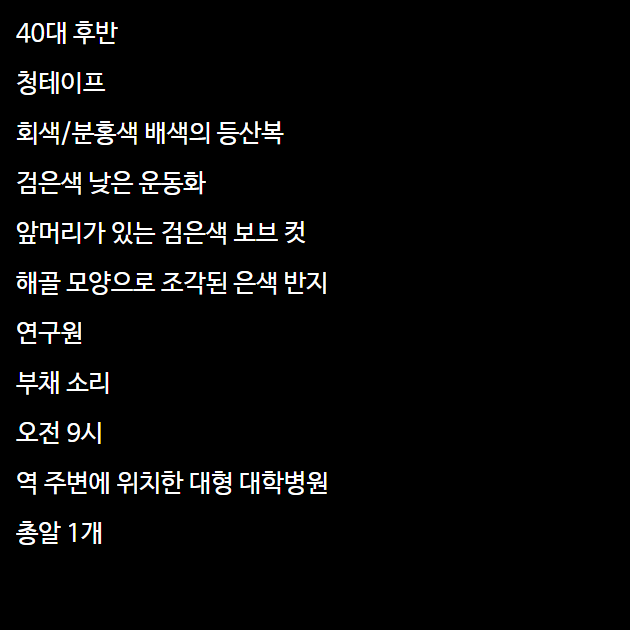 40대 후반
청테이프
회색/분홍색 배색의 등산복
검은색 낮은 운동화
앞머리가 있는 검은색 보브 컷
해골 모양으로 조각된 은색 반지
연구원
부채 소리
오전 9시
역 주변에 위치한 대형 대학병원
총알 1개